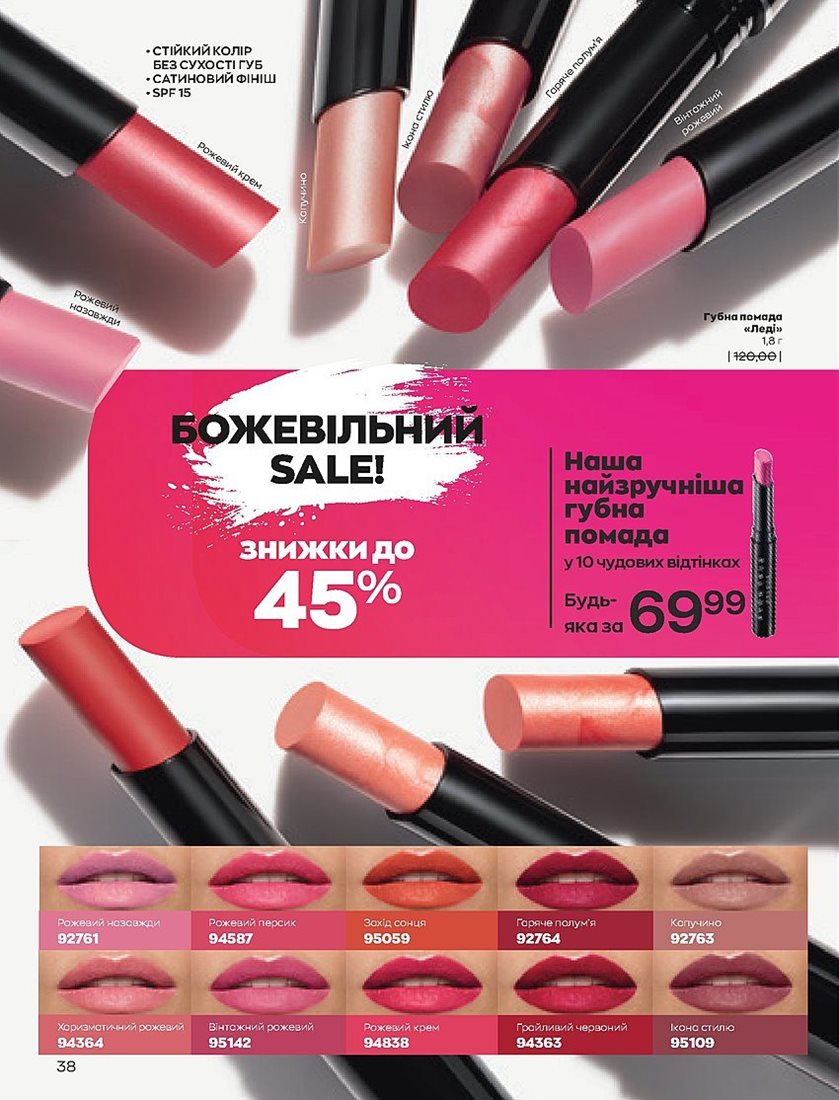 • СТІЙКИЙ КОЛІР
БЕЗ СУХОСТІ ГУБ
• САТИНОВИЙ ФІНІШ
• SPF 15
Рожевий крем
Капучино
Ікона стилю
Гаряче полум'я
Вінтажний
рожевий
Рожевий
назавжди
Губна помада
«Леді»
1,8 г
| 120,00 |
БОЖЕВІЛЬНИЙ
SALE!
ЗНИЖКИ ДО
45%
Наша
найзручніша
губна
помада
у 10 чудових відтінках
Будь-
яка за 69 99
Рожевий назавжди
92761
Рожевий персик
94587
Захід сонця
95059
Гаряче полум'я
92764
Капучино
92763
Харизматичний рожевий
94364
Вінтажний рожевий
95142
Рожевий крем
94838
Грайливий червоний
94363
Ікона стилю
95109
38